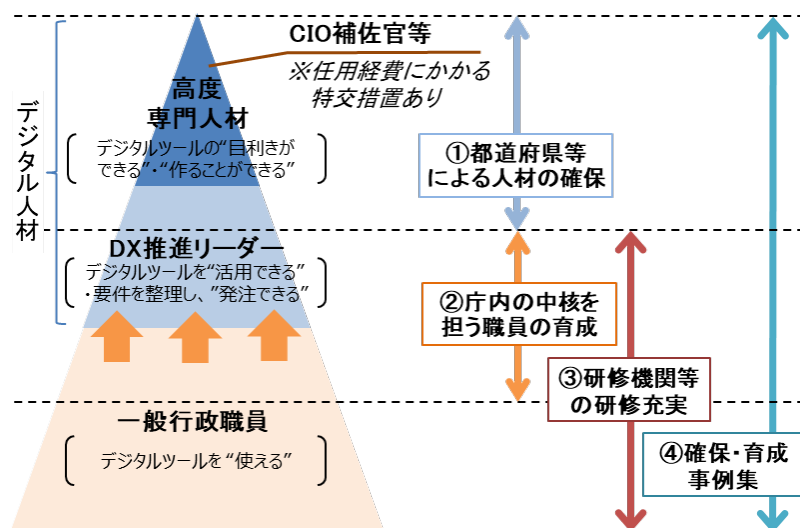 CIO補佐官等
※任用経費にかかる
特交措置あり
デジタル人材
高度
専門人材
デジタルツールの“目利きが
できる”・“作ることができる”
①都道府県等
による人材の確保
DX推進リーダー
デジタルツールを“活用できる”
・要件を整理し、”発注できる”
②庁内の中核を
担う職員の育成
③研修機関等
の研修充実
一般行政職員
デジタルツールを “使える”
④確保・育成
事例集